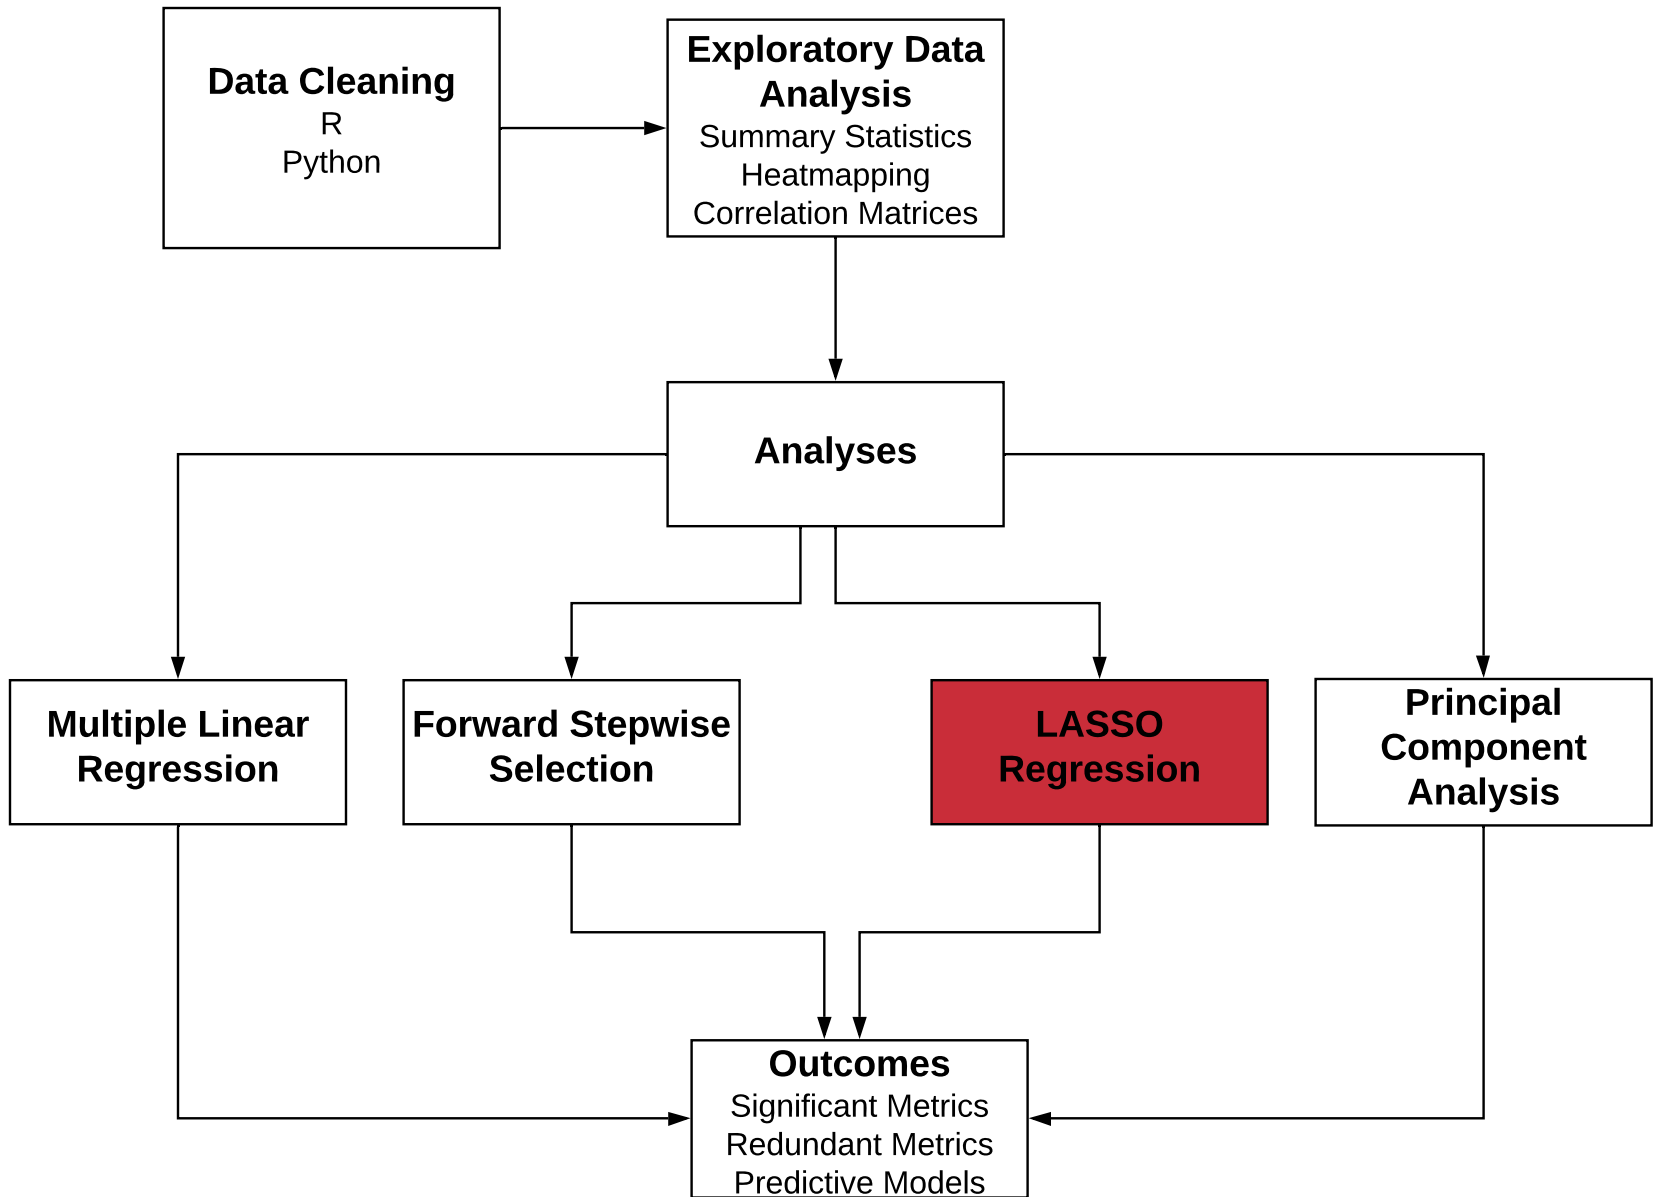 Data Cleaning
R
Python
Exploratory Data
Analysis
Summary Statistics
Heatmapping
Correlation Matrices
Analyses
Multiple Linear
Regression
Forward Stepwise
Selection
LASSO
Regression
Principal
Component
Analysis
Outcomes
Significant Metrics
Redundant Metrics
Predictive Models